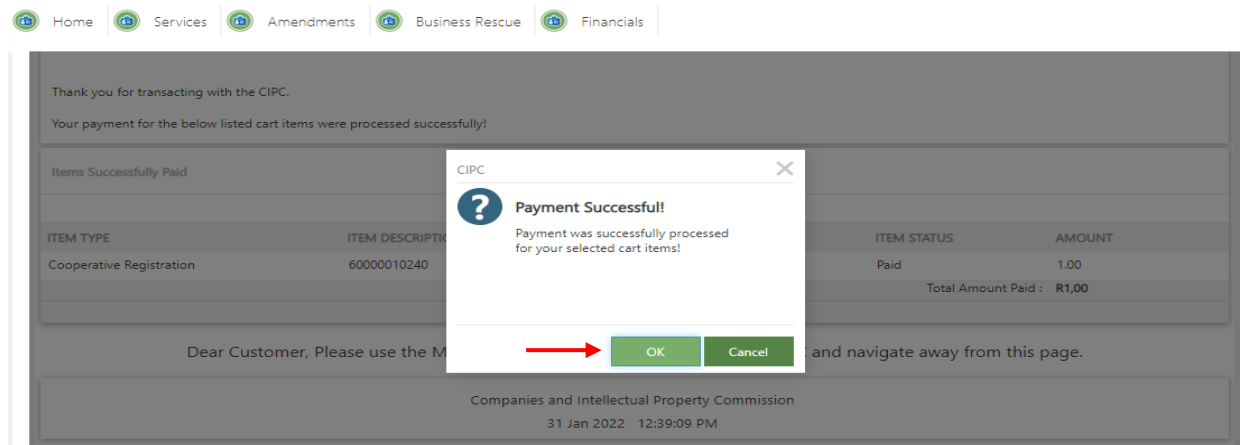 Home Services Amendments Business Rescue Financials
Thank you for transacting with the CIPC.
Your payment for the below listed cart items were processed successfully!
Items Successfully Paid
CIPC
Payment Successful!
Payment was successfully processed
for your selected cart items!
OK Cancel
ITEM TYPE ITEM STATUS AMOUNT
Cooperative Registration 60000010240 Paid 1.00
Total Amount Paid : R1,00
Dear Customer, Please use the and navigate away from this page.
Companies and Intellectual Property Commission
31 Jan 2022 12:39:09 PM